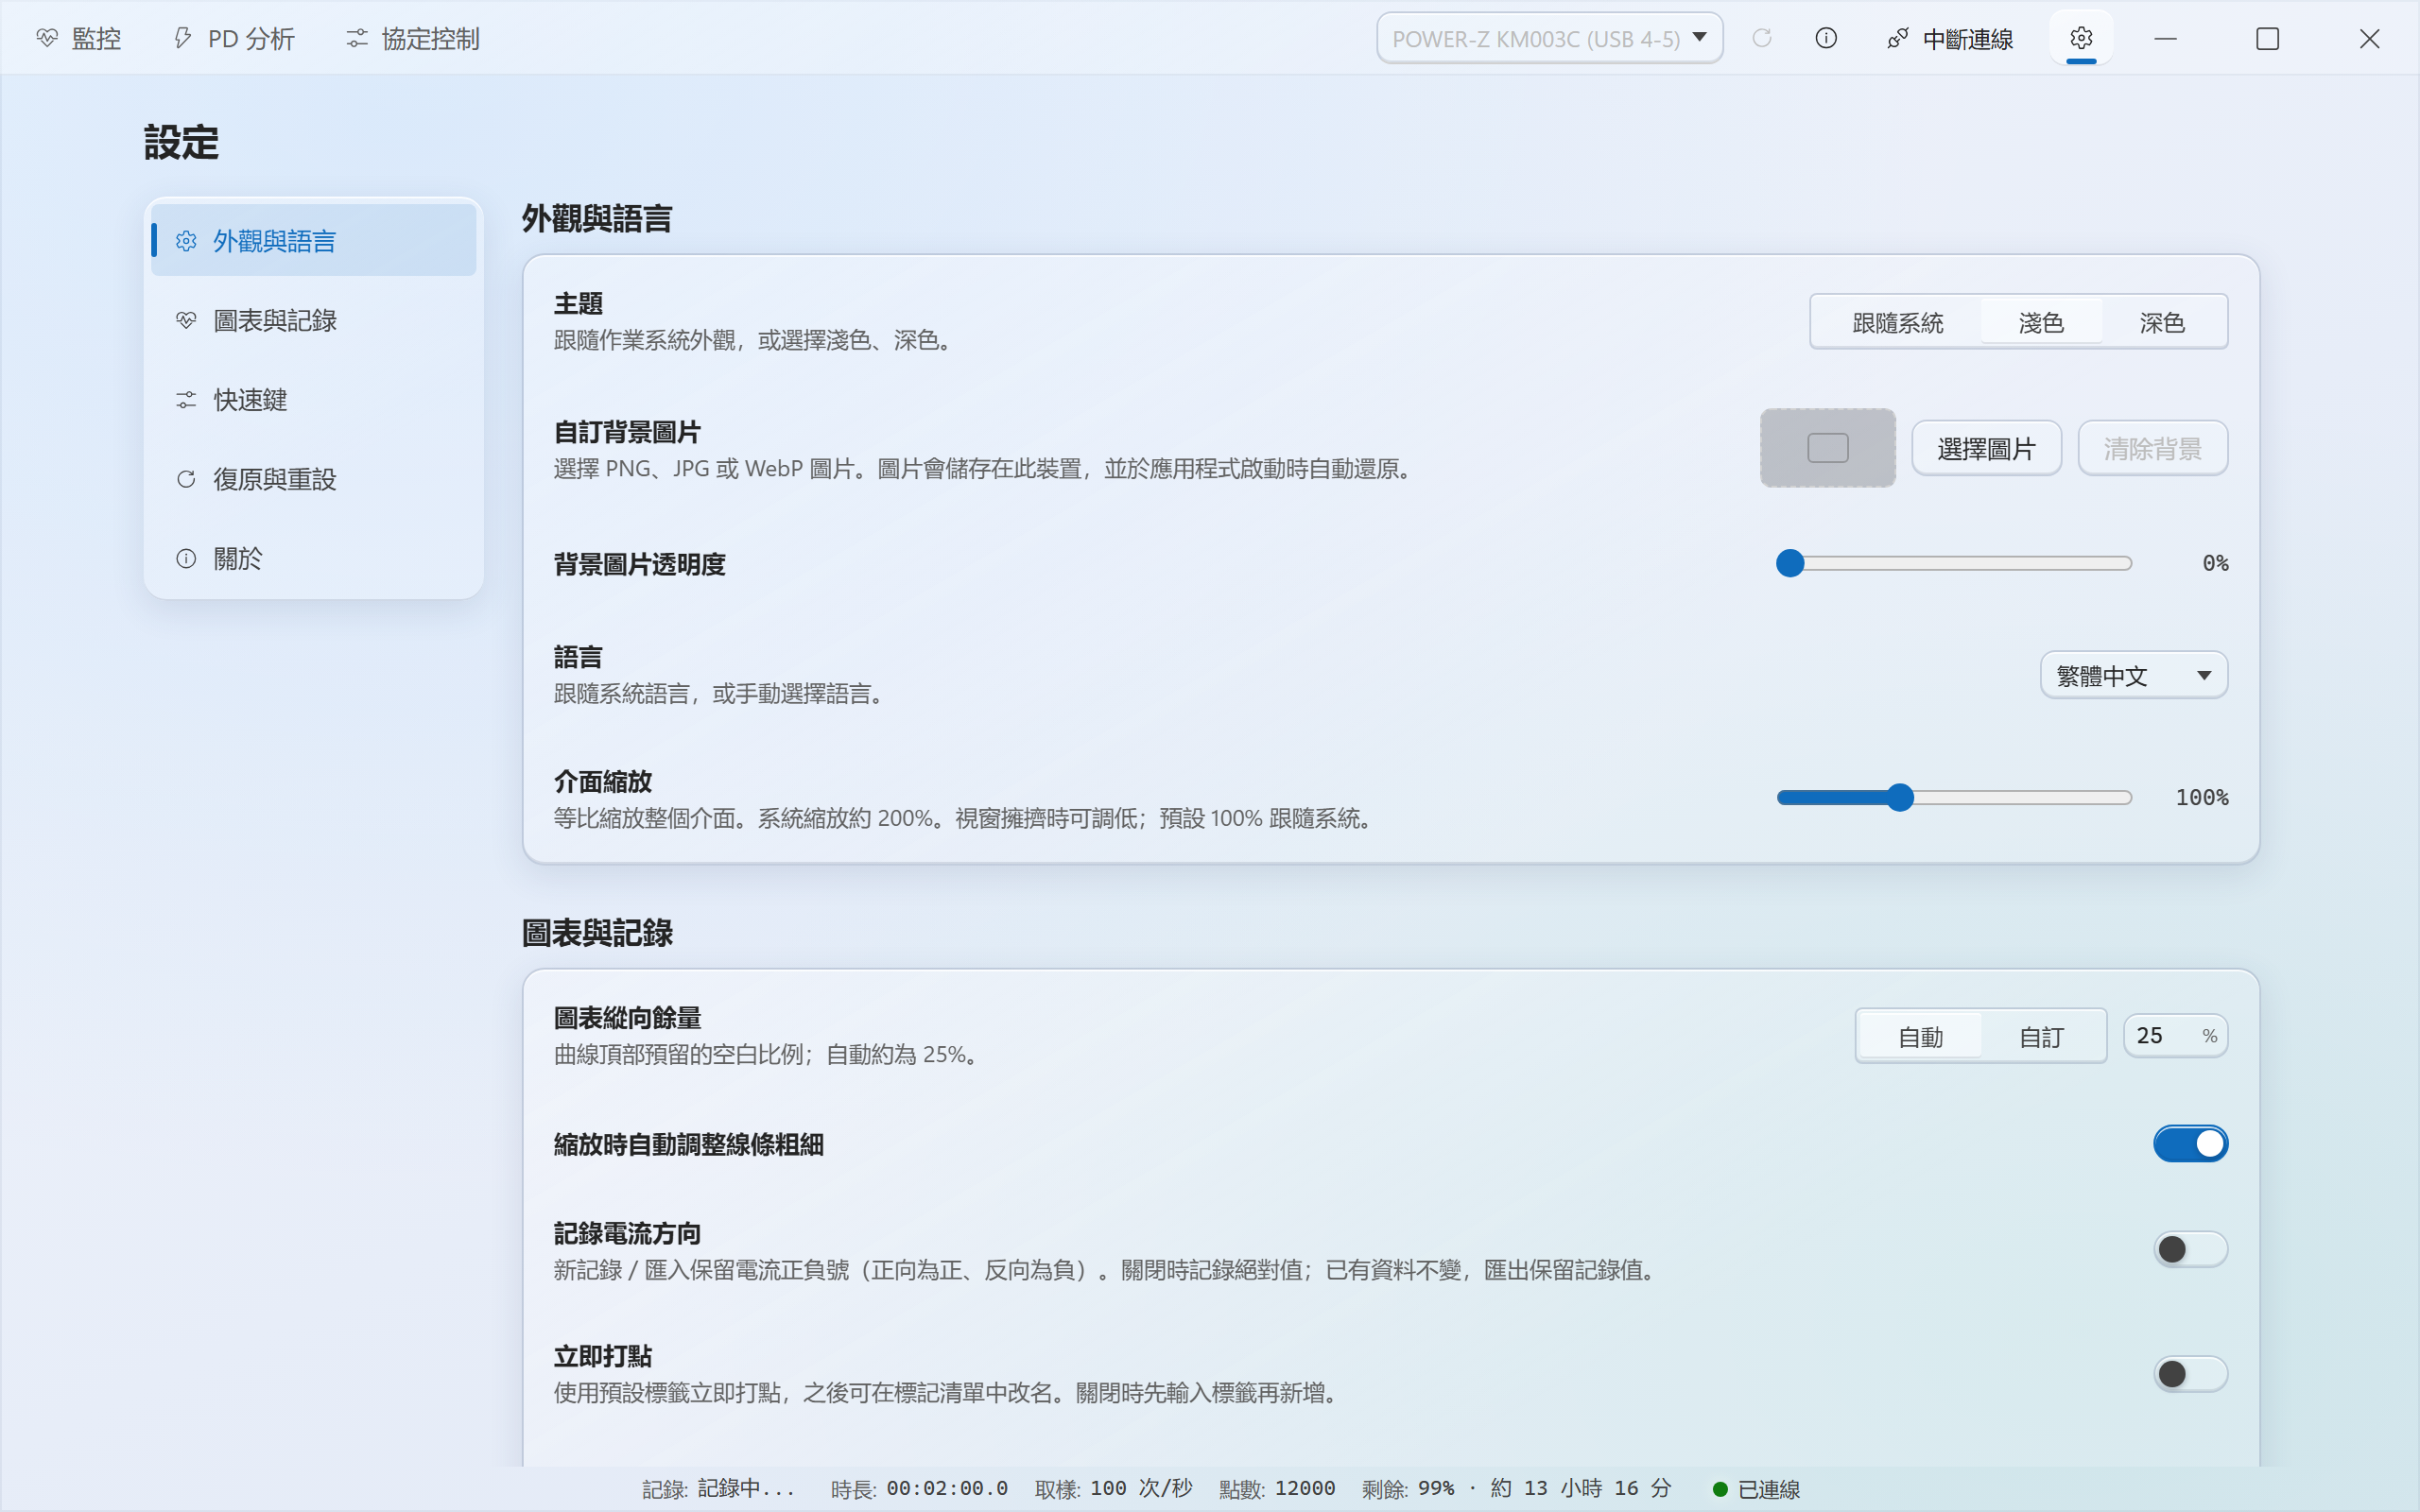 監控 PD 分析 協定控制 POWER-Z KM003C (USB 4-5) 中斷連線
設定
外觀與語言
圖表與記錄
快速鍵
復原與重設
關於
外觀與語言
主題
跟隨作業系統外觀，或選擇淺色、深色。
跟隨系統 淺色 深色
自訂背景圖片
選擇 PNG、JPG 或 WebP 圖片。圖片會儲存在此裝置，並於應用程式啟動時自動還原。
選擇圖片 清除背景
背景圖片透明度 0%
語言
跟隨系統語言，或手動選擇語言。
繁體中文
介面縮放
等比縮放整個介面。系統縮放約 200%。視窗擁擠時可調低；預設 100% 跟隨系統。
100%
圖表與記錄
圖表縱向餘量
曲線頂部預留的空白比例；自動約為 25%。
自動 自訂 25 %
縮放時自動調整線條粗細
記錄電流方向
新記錄 / 匯入保留電流正負號（正向為正、反向為負）。關閉時記錄絕對值；已有資料不變，匯出保留記錄值。
立即打點
使用預設標籤立即打點，之後可在標記清單中改名。關閉時先輸入標籤再新增。
記錄: 記錄中... 時長: 00:02:00.0 取樣: 100 次/秒 點數: 12000 剩餘: 99% · 約 13 小時 16 分 已連線